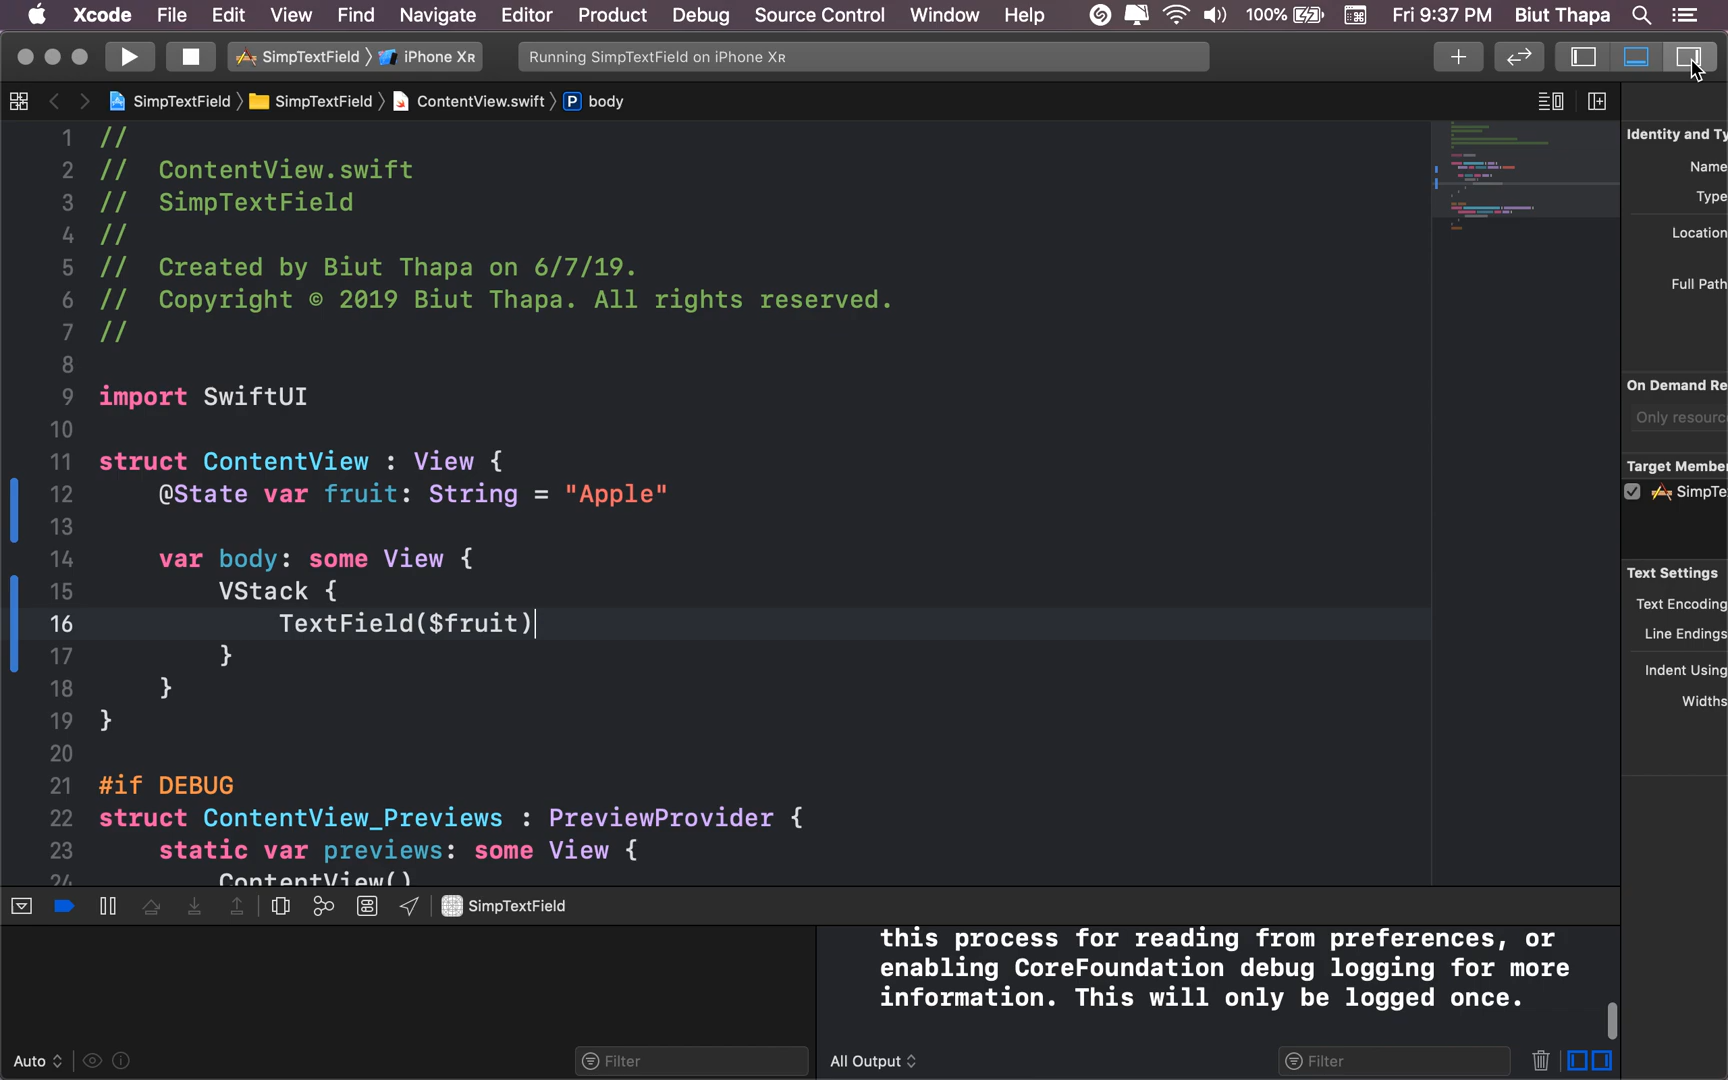 Xcode File Edit View Find Navigate Editor Product Debug Source Control Window Help 100% Fri 9:37 PM Biut Thapa
SimpTextField iPhone XR Running SimpTextField on iPhone XR
SimpTextField SimpTextField ContentView.swift P body
1 //
2 // ContentView.swift
3 // SimpTextField
4 //
5 // Created by Biut Thapa on 6/7/19.
6 // Copyright © 2019 Biut Thapa. All rights reserved.
7 //
8
9 import SwiftUI
10
11 struct ContentView : View {
12 @State var fruit: String = "Apple"
13
14 var body: some View {
15 VStack {
16 TextField($fruit)
17 }
18 }
19 }
20
21 #if DEBUG
22 struct ContentView_Previews : PreviewProvider {
23 static var previews: some View {
24 ContentView()
Identity and Ty
Name
Type
Location
Full Path
On Demand Re
Only resourc
Target Member
SimpTe
Text Settings
Text Encoding
Line Endings
Indent Using
Widths
SimpTextField
this process for reading from preferences, or
enabling CoreFoundation debug logging for more
information. This will only be logged once.
Auto Filter All Output Filter